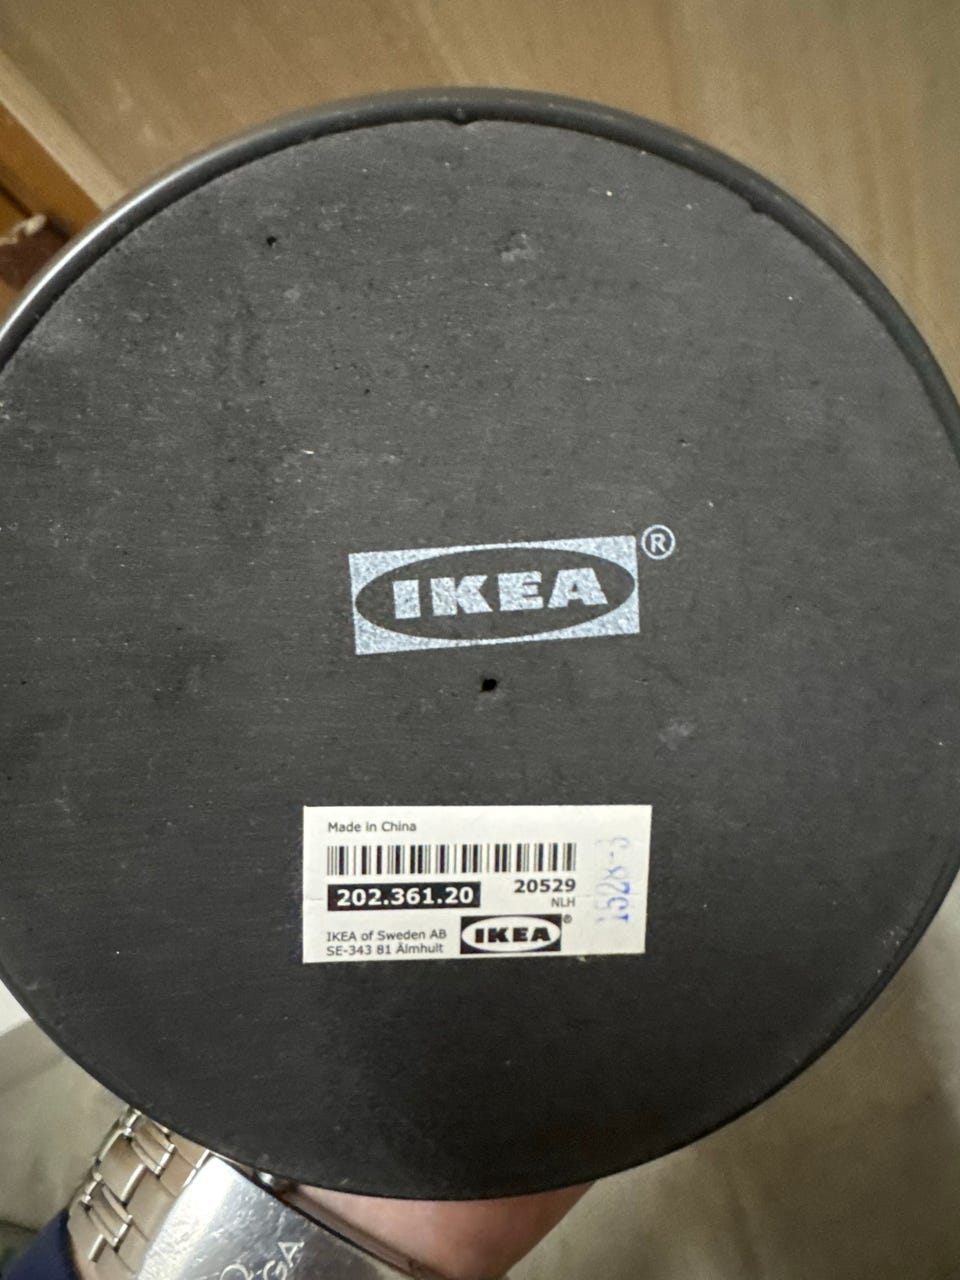 IKEA®
Made in China
202.361.20
20529
NLH
IKEA of Sweden AB
SE-343 81 Älmhult
IKEA®